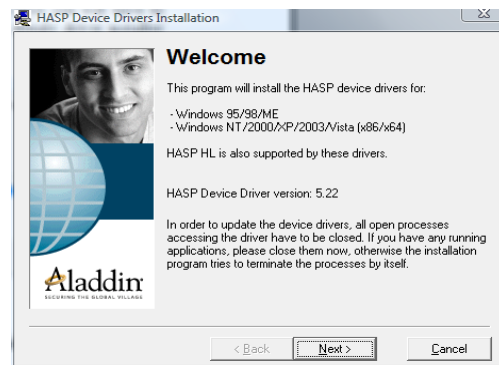 HASP Device Drivers Installation
Welcome
This program will install the HASP device drivers for:
- Windows 95/98/ME
- Windows NT/2000/XP/2003/Vista (x86/x64)
HASP HL is also supported by these drivers.
HASP Device Driver version: 5.22
In order to update the device drivers, all open processes
accessing the driver have to be closed. If you have any running
applications, please close them now, otherwise the installation
program tries to terminate the processes by itself.
Aladdin
SECURING THE GLOBAL VILLAGE
< Back
Next >
Cancel